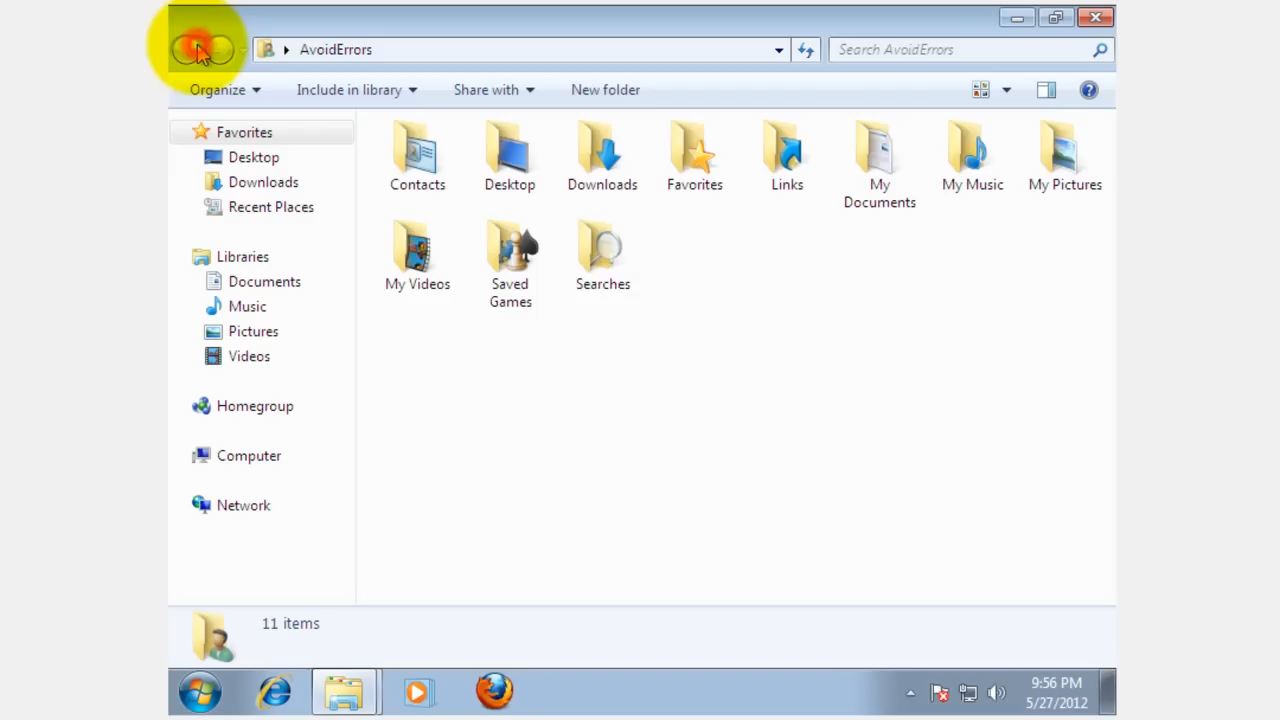 AvoidErrors
Search AvoidErrors
Organize Include in library Share with New folder
Favorites
Desktop
Downloads
Recent Places
Libraries
Documents
Music
Pictures
Videos
Homegroup
Computer
Network
Contacts Desktop Downloads Favorites Links My Documents My Music My Pictures
My Videos Saved Games Searches
11 items
9:56 PM
5/27/2012